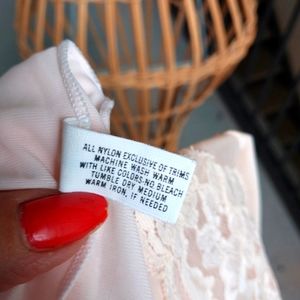 ALL NYLON EXCLUSIVE OF TRIMS
MACHINE WASH WARM
WITH LIKE COLORS-NO BLEACH
TUMBLE DRY MEDIUM
WARM IRON, IF NEEDED